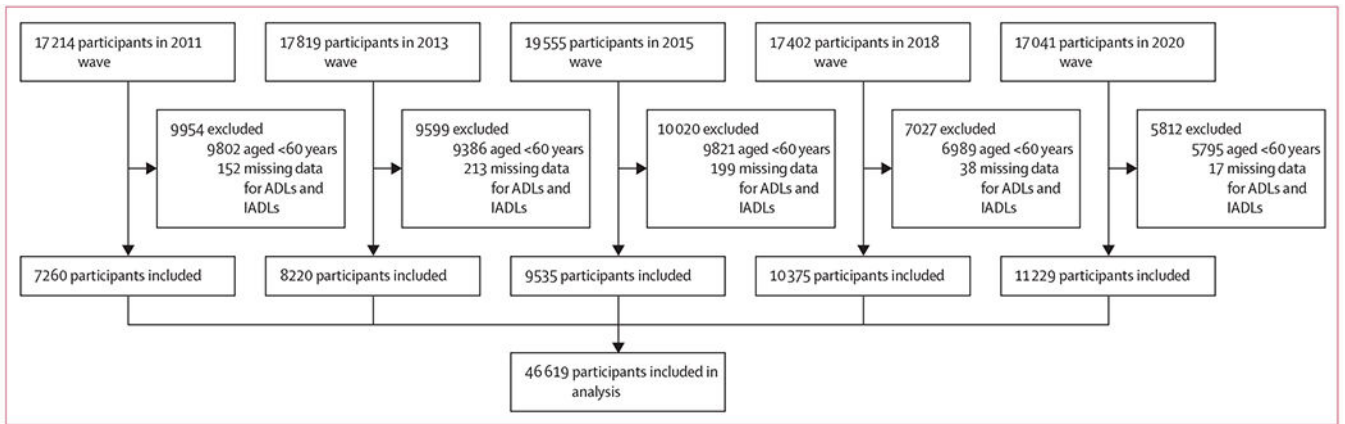 17 214 participants in 2011
wave
17 819 participants in 2013
wave
19 555 participants in 2015
wave
17 402 participants in 2018
wave
17 041 participants in 2020
wave
9954 excluded
9802 aged <60 years
152 missing data
for ADLs and
IADLs
9599 excluded
9386 aged <60 years
213 missing data
for ADLs and
IADLs
10 020 excluded
9821 aged <60 years
199 missing data
for ADLs and
IADLs
7027 excluded
6989 aged <60 years
38 missing data
for ADLs and
IADLs
5812 excluded
5795 aged <60 years
17 missing data
for ADLs and
IADLs
7260 participants included
8220 participants included
9535 participants included
10 375 participants included
11 229 participants included
46 619 participants included in
analysis